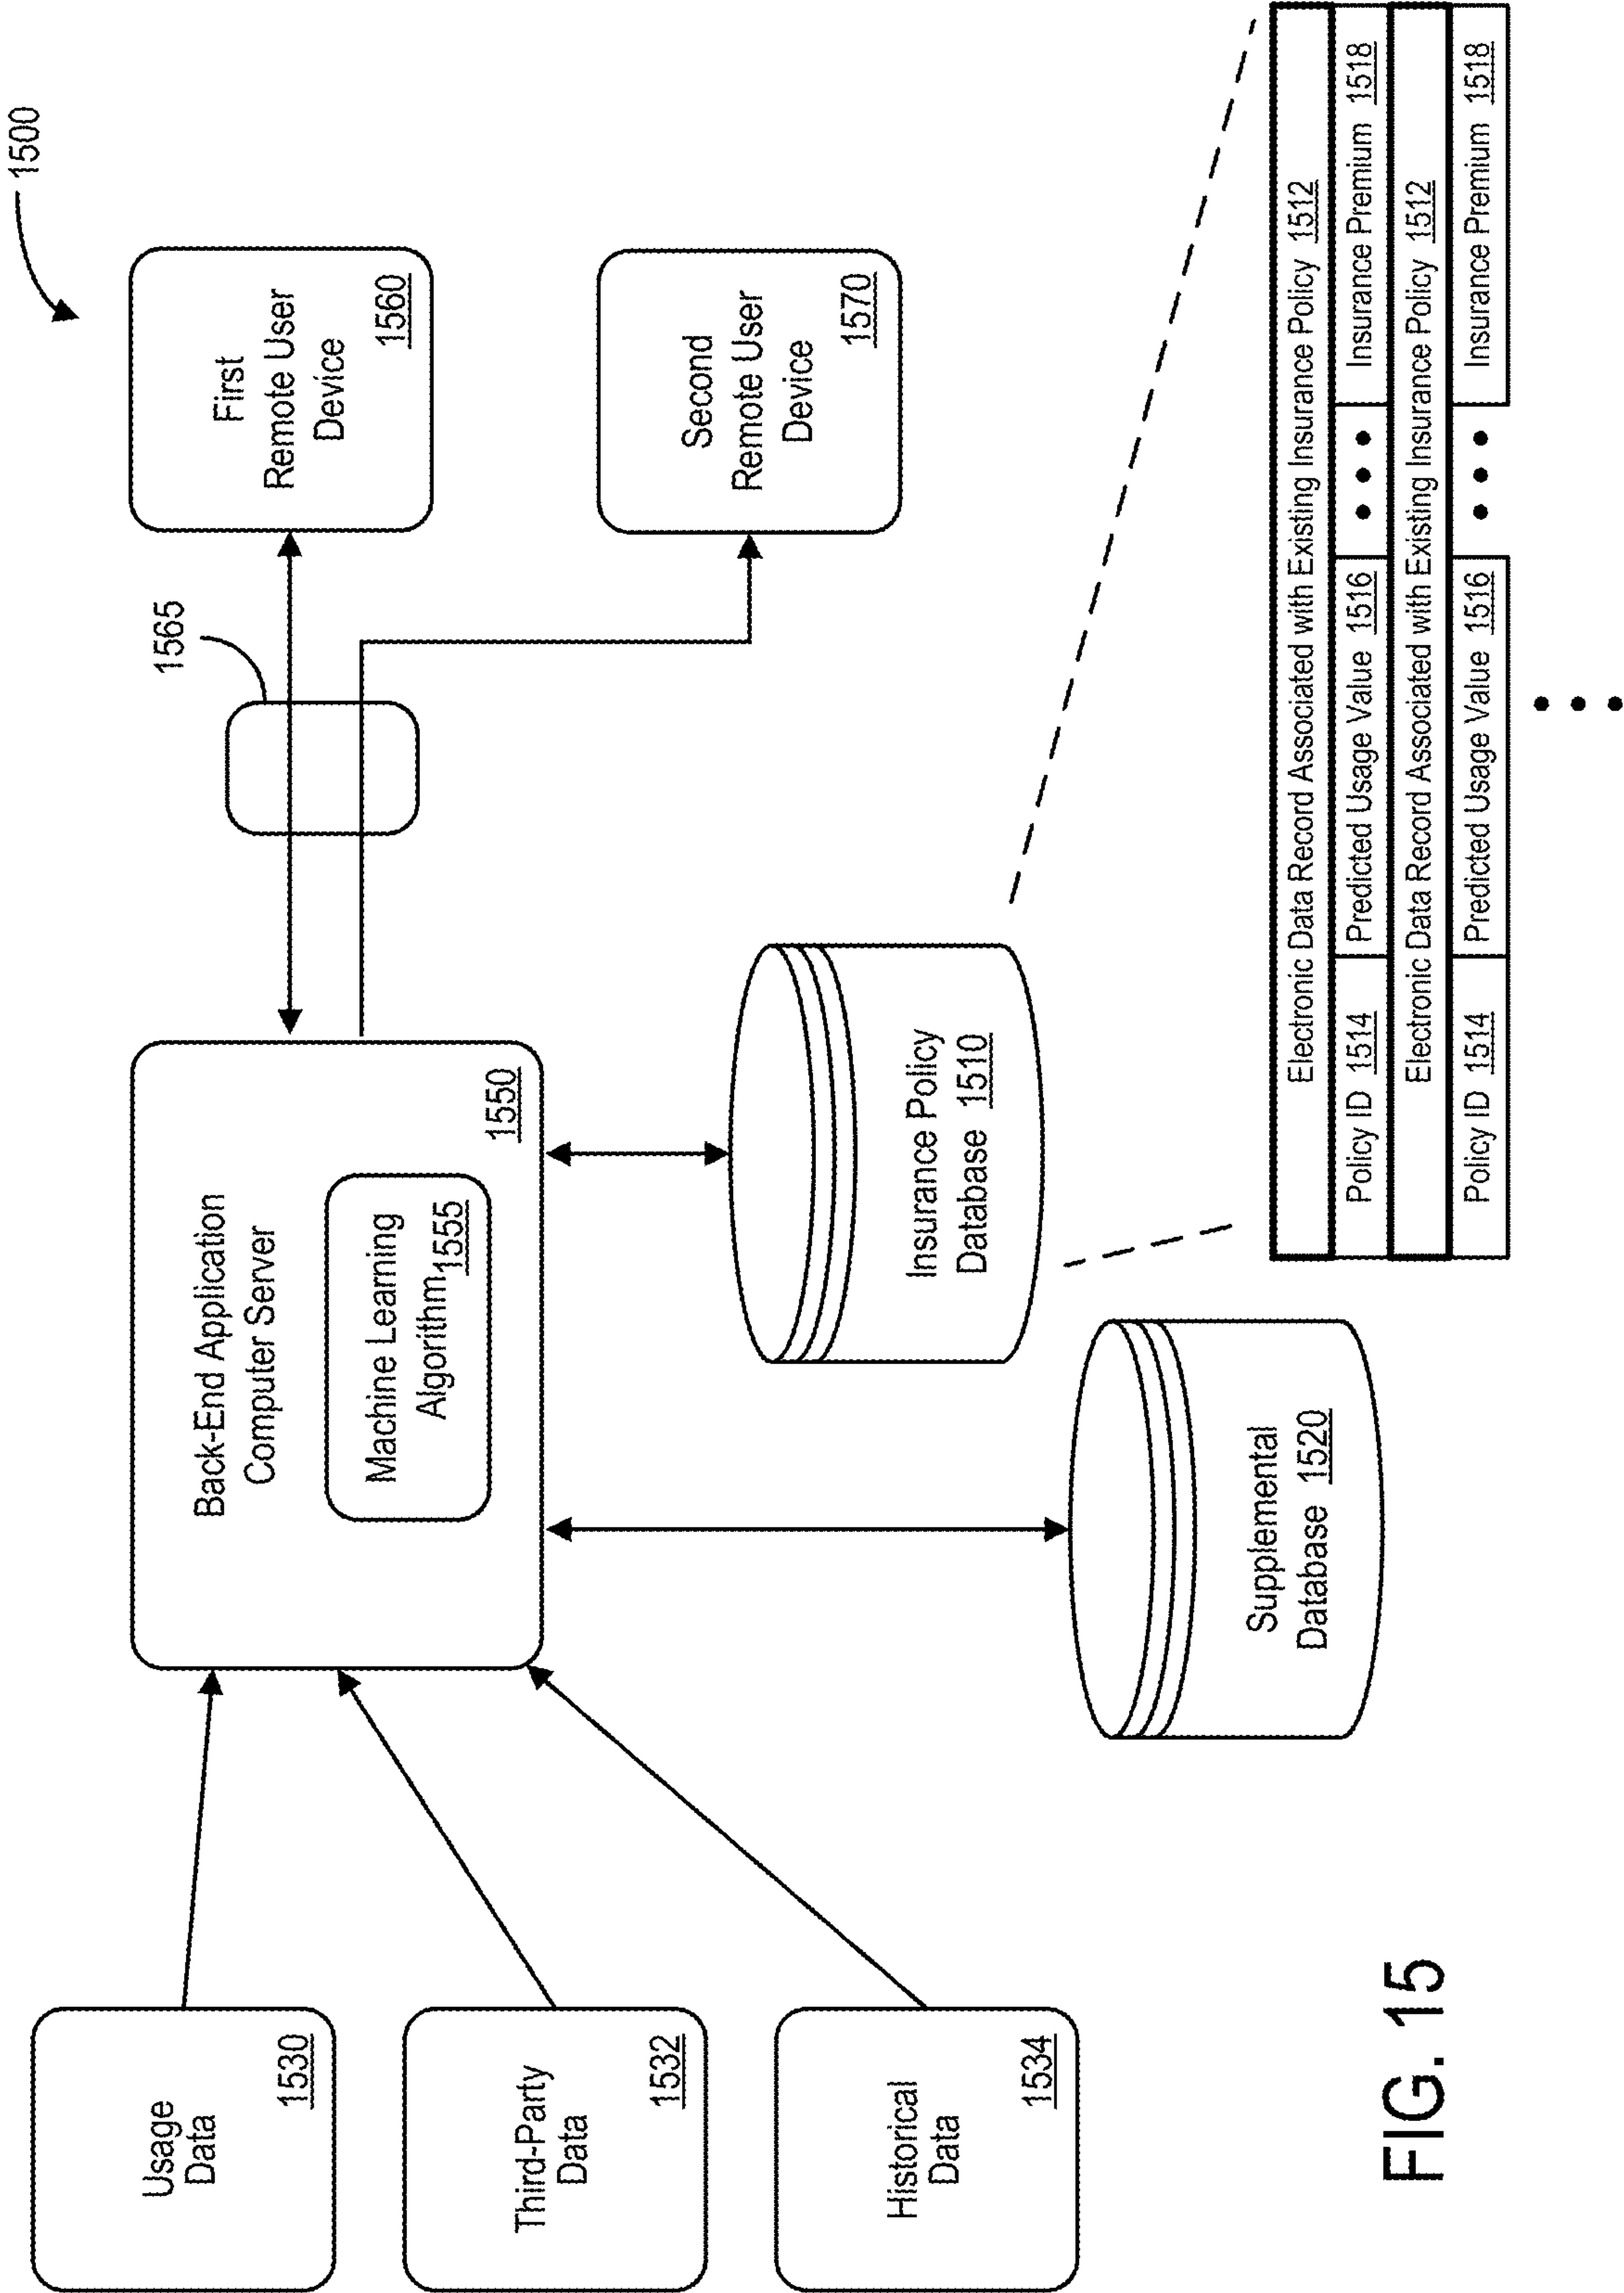 1500
Usage
Data
1530
Third-Party
Data
1532
Historical
Data
1534
Back-End Application
Computer Server
1550
Machine Learning
Algorithm
1555
1565
First
Remote User
Device
1560
Second
Remote User
Device
1570
Supplemental
Database 1520
Insurance Policy
Database 1510
Electronic Data Record Associated with Existing Insurance Policy 1512
Policy ID 1514 Predicted Usage Value 1516 ● ● ● Insurance Premium 1518
Electronic Data Record Associated with Existing Insurance Policy 1512
Policy ID 1514 Predicted Usage Value 1516 ● ● ● Insurance Premium 1518
FIG. 15